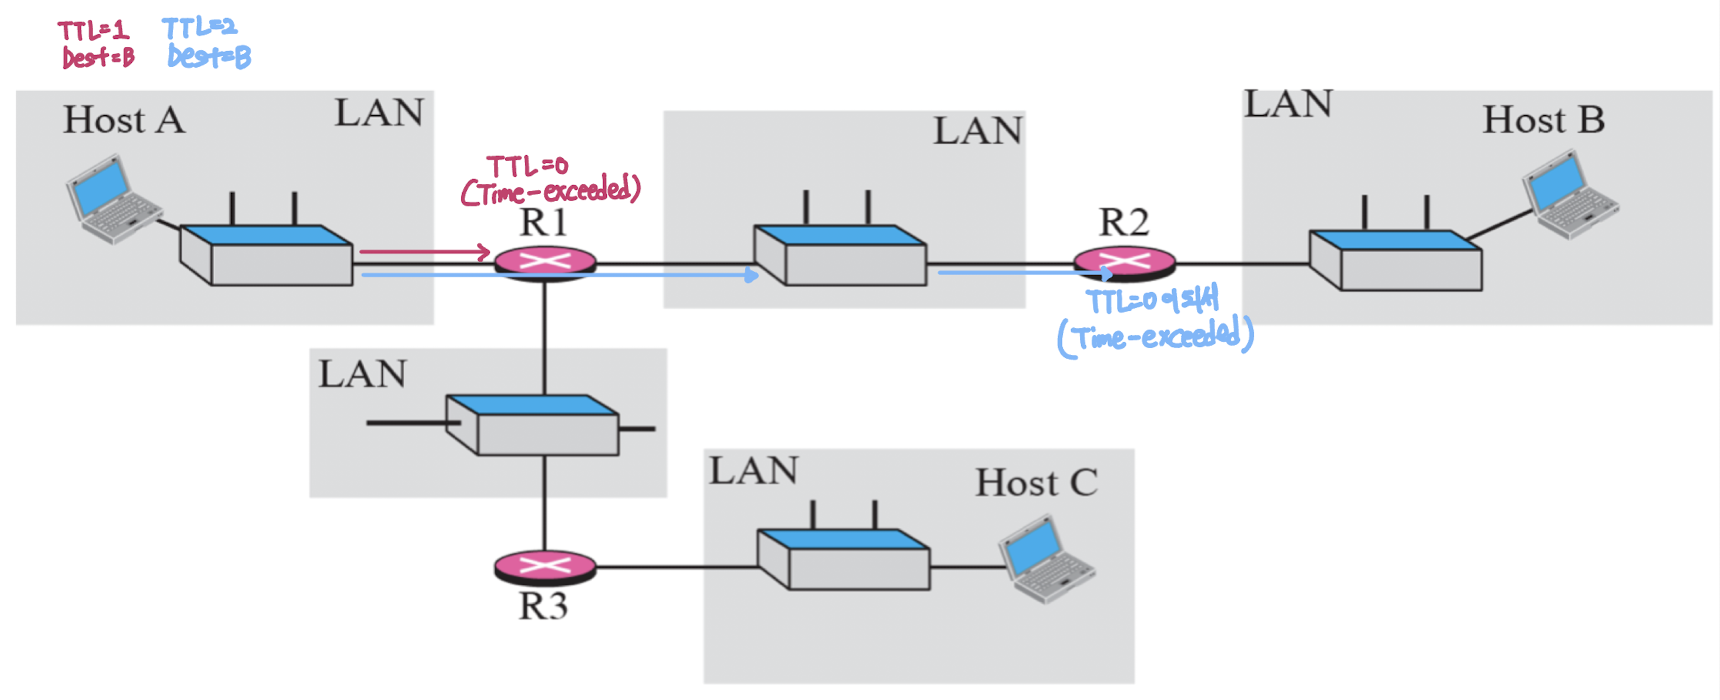 TTL=1
Dest=B
TTL=2
Dest=B
Host A
LAN
TTL=0
(Time-exceeded)
R1
LAN
R2
TTL=0이되서
(Time-exceeded)
LAN
Host B
LAN
R3
LAN
Host C